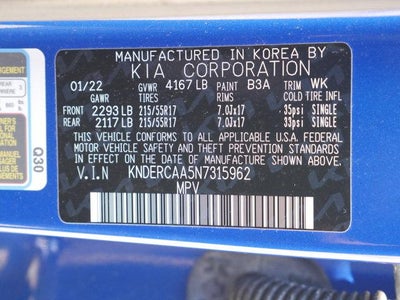 MANUFACTURED IN KOREA BY
KIA CORPORATION
01/22 GVWR 4167 LB PAINT B3A TRIM WK
GAWR TIRES RIMS COLD TIRE INFL
FRONT 2293 LB 215/55R17 7.0JX17 35psi SINGLE
REAR 2117 LB 215/55R17 7.0JX17 33psi SINGLE
THIS VEHICLE CONFORMS TO ALL APPLICABLE U.S.A. FEDERAL
MOTOR VEHICLE SAFETY, BUMPER, AND
THEFT PREVENTION STANDARDS IN EFFECT ON THE DATE OF MANUFACTURE SHOWN ABOVE.
V.I.N KNDERCAA5N7315962
MPV
Q30